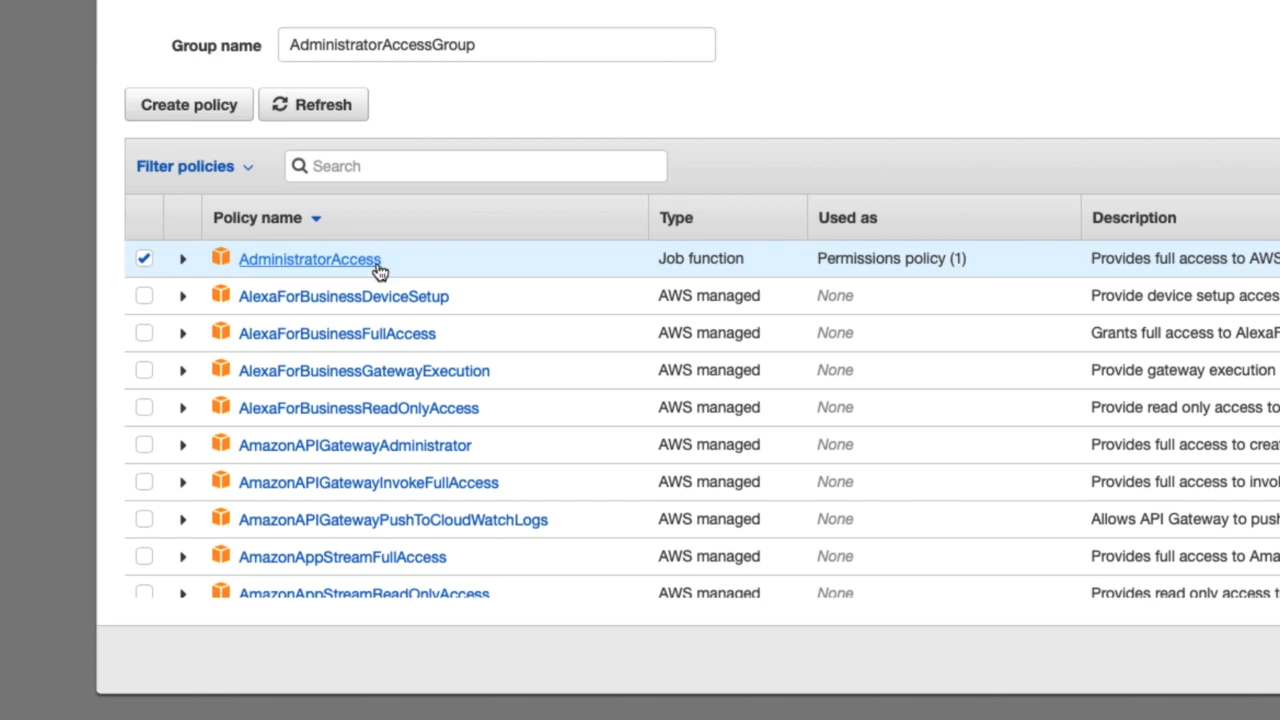 Group name AdministratorAccessGroup
Create policy Refresh
Filter policies Search
Policy name Type Used as Description
AdministratorAccess Job function Permissions policy (1) Provides full access to AWS
AlexaForBusinessDeviceSetup AWS managed None Provide device setup acces
AlexaForBusinessFullAccess AWS managed None Grants full access to AlexaF
AlexaForBusinessGatewayExecution AWS managed None Provide gateway execution
AlexaForBusinessReadOnlyAccess AWS managed None Provide read only access to
AmazonAPIGatewayAdministrator AWS managed None Provides full access to crea
AmazonAPIGatewayInvokeFullAccess AWS managed None Provides full access to invo
AmazonAPIGatewayPushToCloudWatchLogs AWS managed None Allows API Gateway to push
AmazonAppStreamFullAccess AWS managed None Provides full access to Ama
AmazonAppStreamReadOnlyAccess AWS managed None Provides read only access t